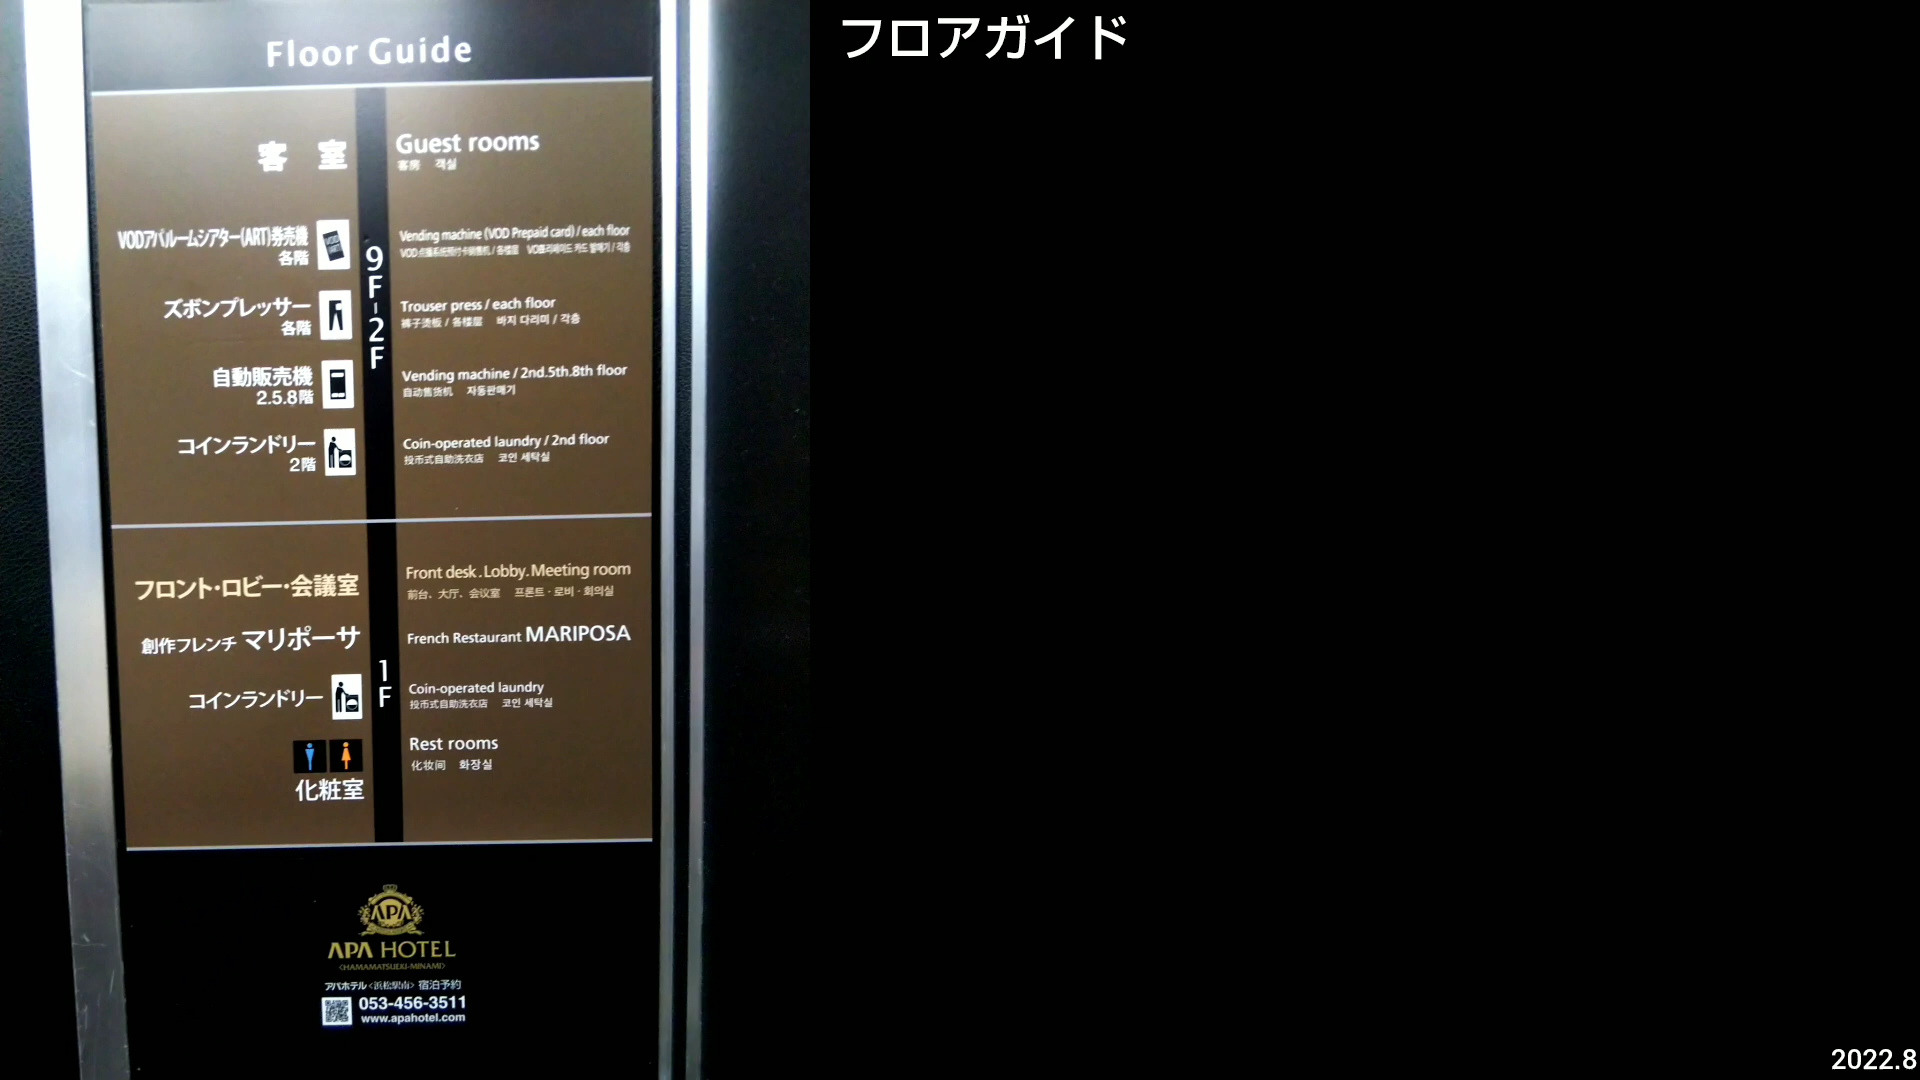 フロアガイド
Floor Guide
客室
Guest rooms
客房 객실
VODアパルームシアター(ART)券売機
各階
Vending machine (VOD Prepaid card) / each floor
9F-2F
ズボンプレッサー
各階
Trouser press / each floor
裤子烫板 / 各楼层 바지 다리미 / 각층
自動販売機
2.5.8階
Vending machine / 2nd.5th.8th floor
自动售货机 자동판매기
コインランドリー
2階
Coin-operated laundry / 2nd floor
投币式自助洗衣店 코인 세탁실
フロント・ロビー・会議室
Front desk.Lobby.Meeting room
前台．大厅．会议室 프론트・로비・회의실
創作フレンチ マリポーサ
French Restaurant MARIPOSA
1F
コインランドリー
Coin-operated laundry
投币式自助洗衣店 코인 세탁실
化粧室
Rest rooms
化妆间 화장실
APA
APA HOTEL
〈HAMAMATSUEKI-MINAMI〉
アパホテル〈浜松駅南〉宿泊予約
053-456-3511
www.apahotel.com
2022.8